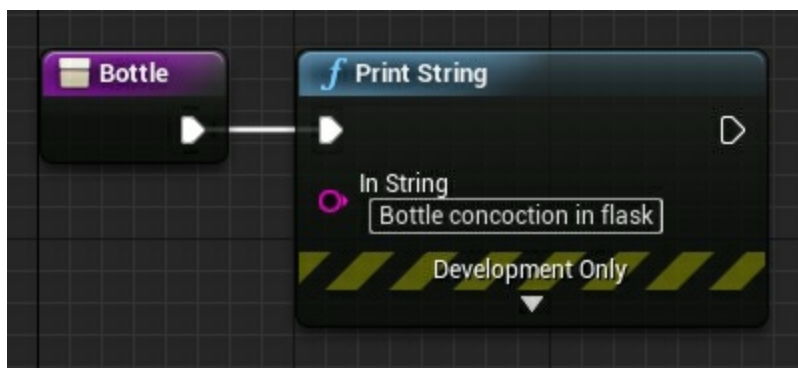 Bottle
Print String
In String
Bottle concoction in flask
Development Only